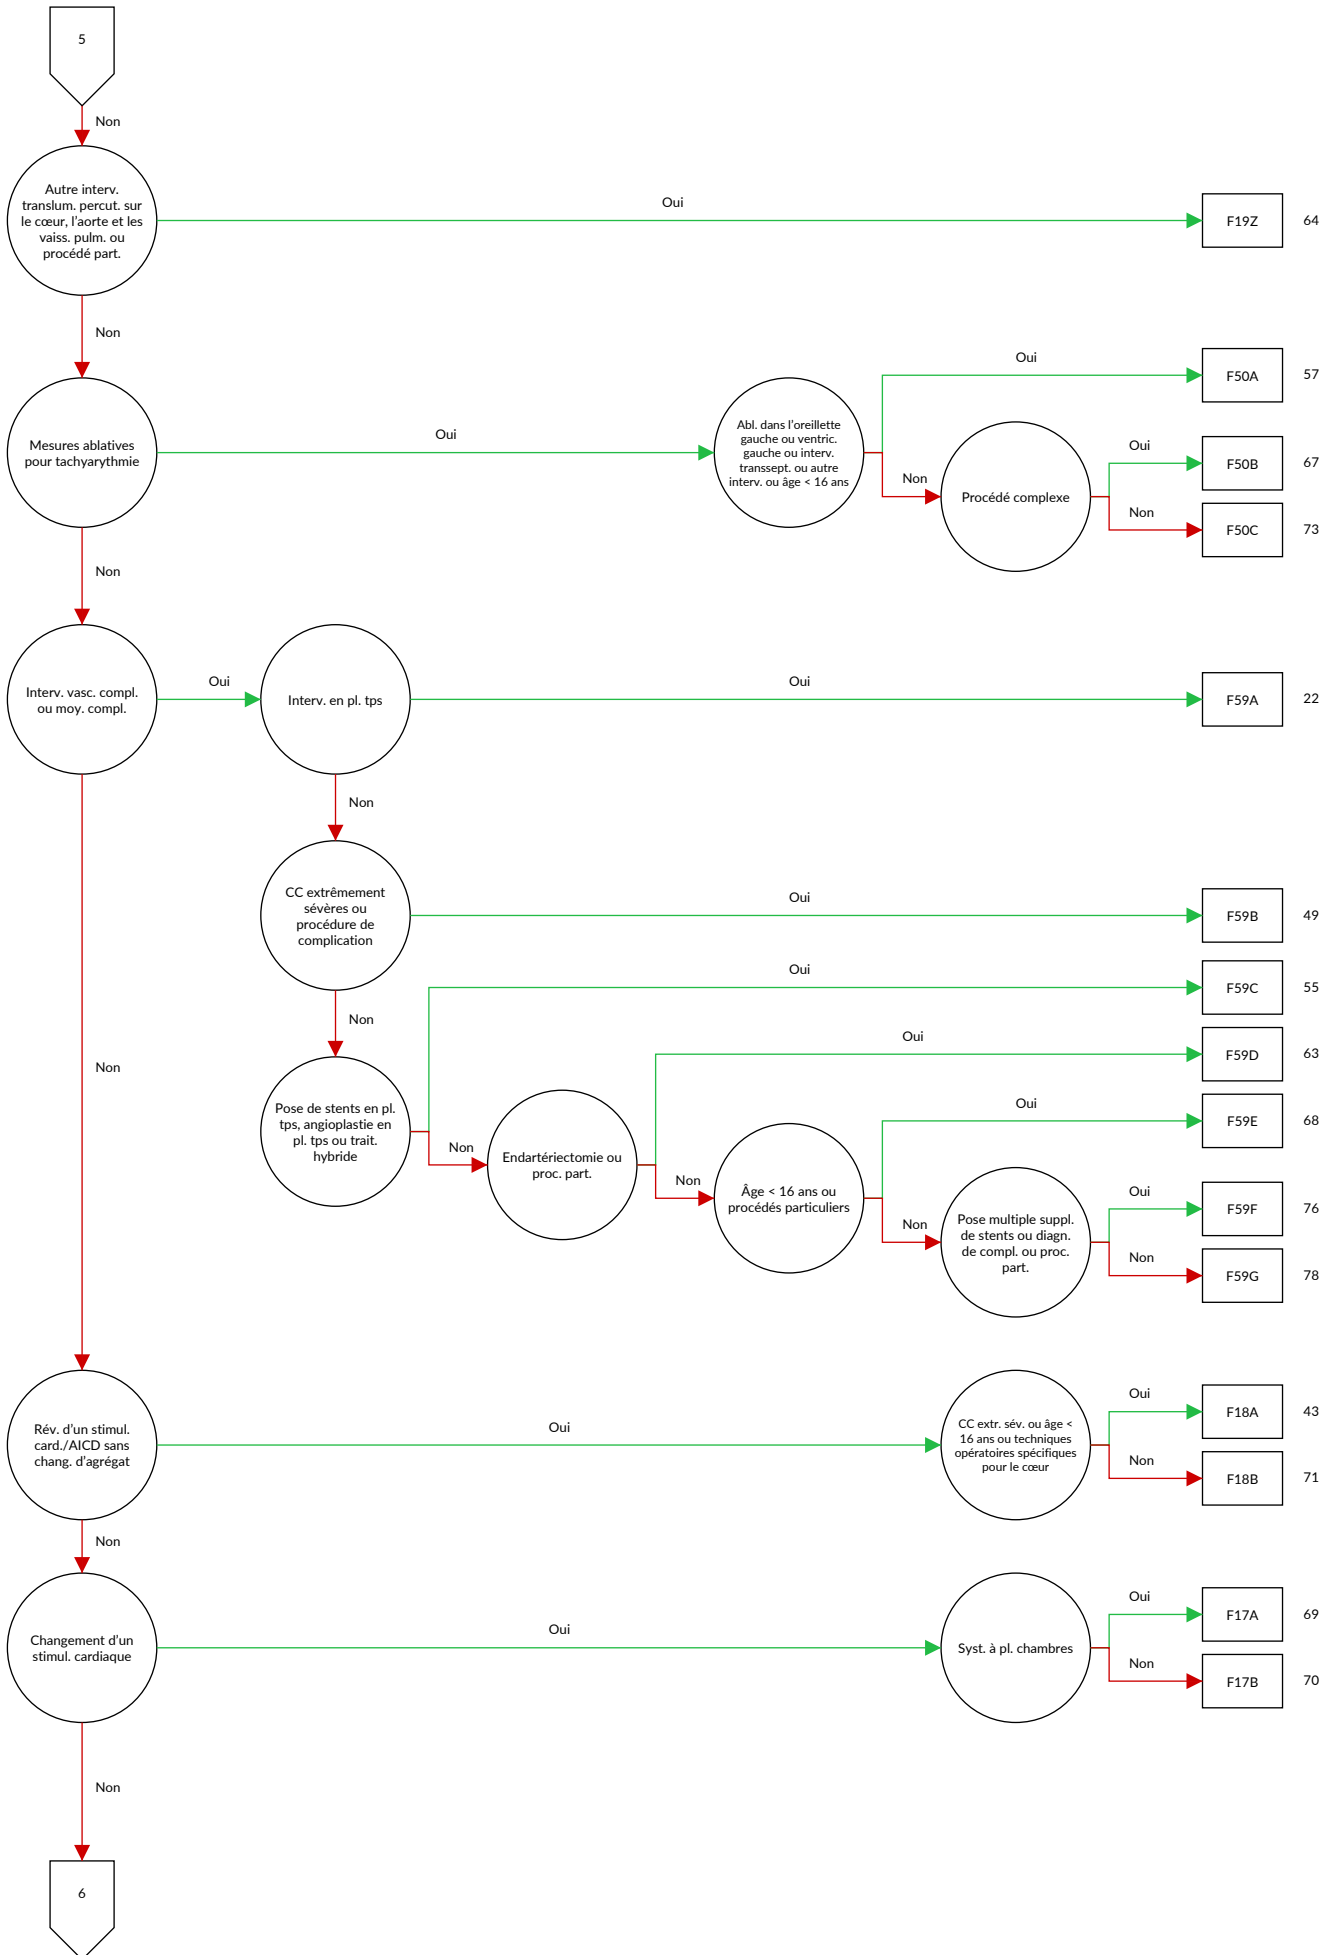 5
Non
Autre interv.
translum. percut. sur
le cœur, l'aorte et les
vaiss. pulm. ou
procédé part.
Oui
F19Z 64
Non
Mesures ablatives
pour tachyarythmie
Oui
Abl. dans l'oreillette
gauche ou ventric.
gauche ou interv.
transsept. ou autre
interv. ou âge < 16 ans
Oui
F50A 57
Non
Procédé complexe
Oui
F50B 67
Non
F50C 73
Non
Interv. vasc. compl.
ou moy. compl.
Oui
Interv. en pl. tps
Oui
F59A 22
Non
CC extrêmement
sévères ou
procédure de
complication
Oui
F59B 49
Non
Pose de stents en pl.
tps, angioplastie en
pl. tps ou trait.
hybride
Oui
F59C 55
Non
Endartériectomie ou
proc. part.
Oui
F59D 63
Non
Âge < 16 ans ou
procédés particuliers
Oui
F59E 68
Non
Pose multiple suppl.
de stents ou diagn.
de compl. ou proc.
part.
Oui
F59F 76
Non
F59G 78
Non
Rév. d'un stimul.
card./AICD sans
chang. d'agrégat
Oui
CC extr. sév. ou âge <
16 ans ou techniques
opératoires spécifiques
pour le cœur
Oui
F18A 43
Non
F18B 71
Non
Changement d'un
stimul. cardiaque
Oui
Syst. à pl. chambres
Oui
F17A 69
Non
F17B 70
Non
6